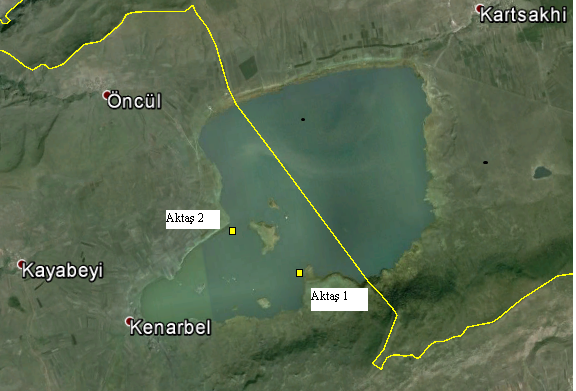 Kartsakhi
Öncül
Aktaş 2
Kayabeyi
Aktaş 1
Kenarbel